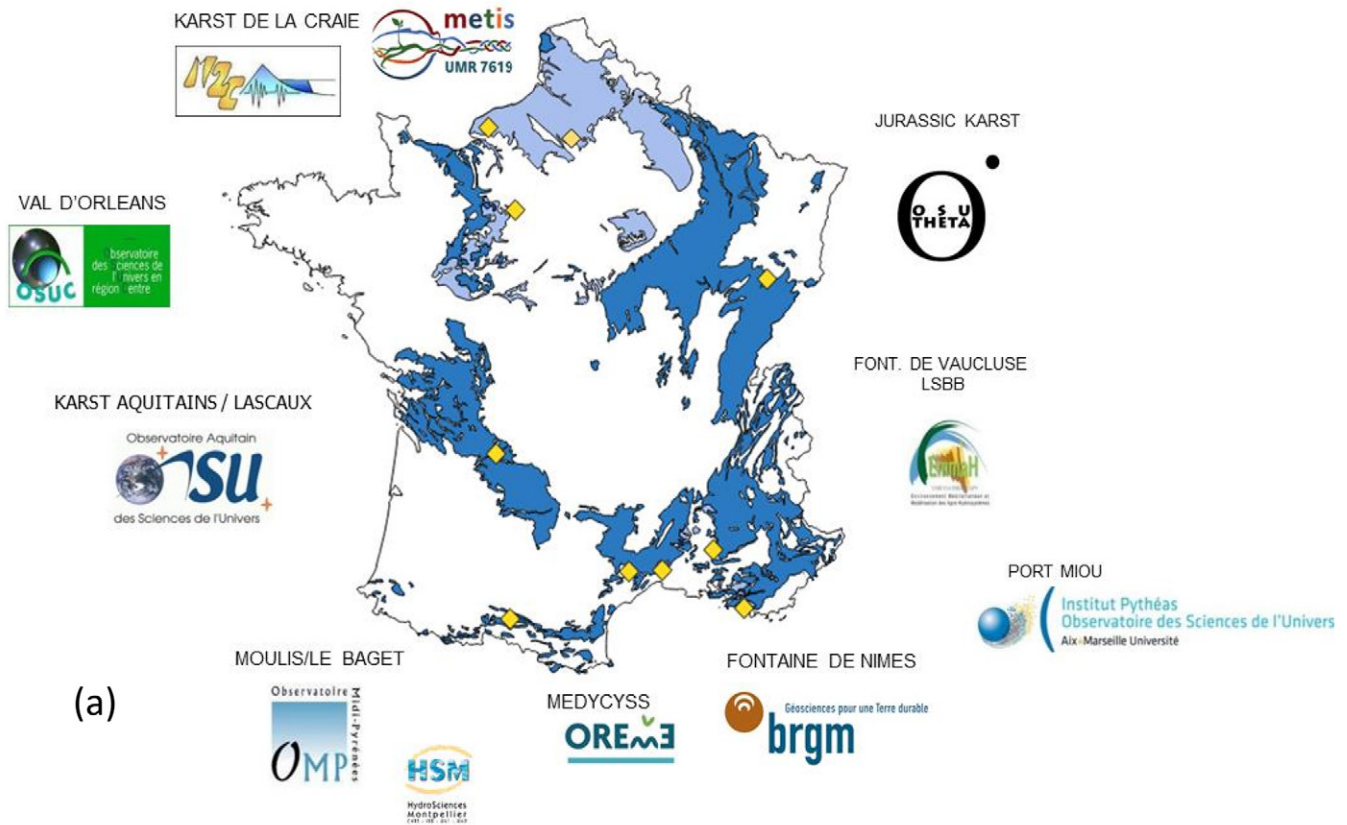 KARST DE LA CRAIE
M2C
metis
UMR 7619
JURASSIC KARST
O S U
THETA
VAL D'ORLEANS
OSUC
Observatoire
des Sciences de
l'Univers en
région Centre
FONT. DE VAUCLUSE
LSBB
EmmaH
KARST AQUITAINS / LASCAUX
Observatoire Aquitain
OSU
des Sciences de l'Univers
PORT MIOU
Institut Pythéas
Observatoire des Sciences de l'Univers
Aix*Marseille Université
MOULIS/LE BAGET
Observatoire
Midi-Pyrénées
OMP
HSM
HydroSciences
Montpellier
MEDYCYSS
OREME
FONTAINE DE NIMES
Géosciences pour une Terre durable
brgm
(a)